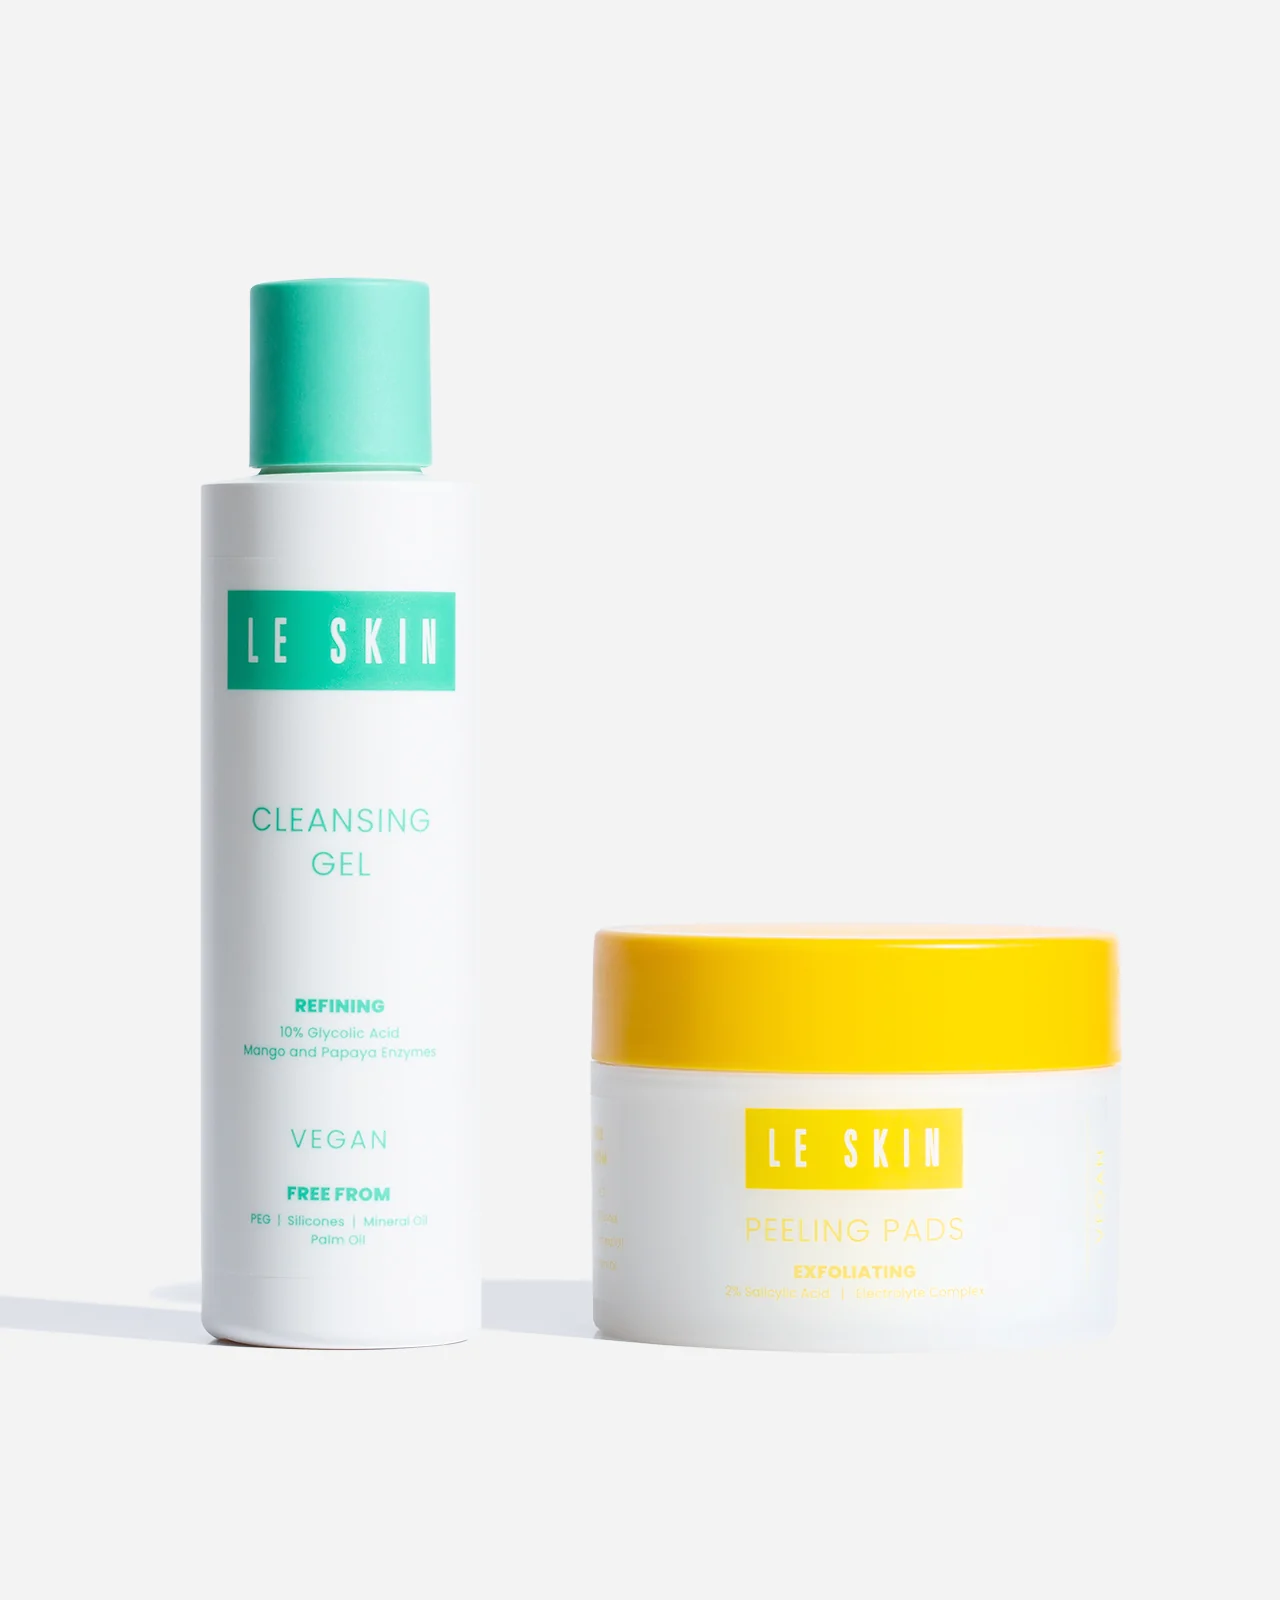 LE SKIN
CLEANSING
GEL
REFINING
10% Glycolic Acid
Mango and Papaya Enzymes
VEGAN
FREE FROM
PEG | Silicones | Mineral Oil
Palm Oil
LE SKIN
PEELING PADS
EXFOLIATING
2% Salicylic Acid | Electrolyte Complex